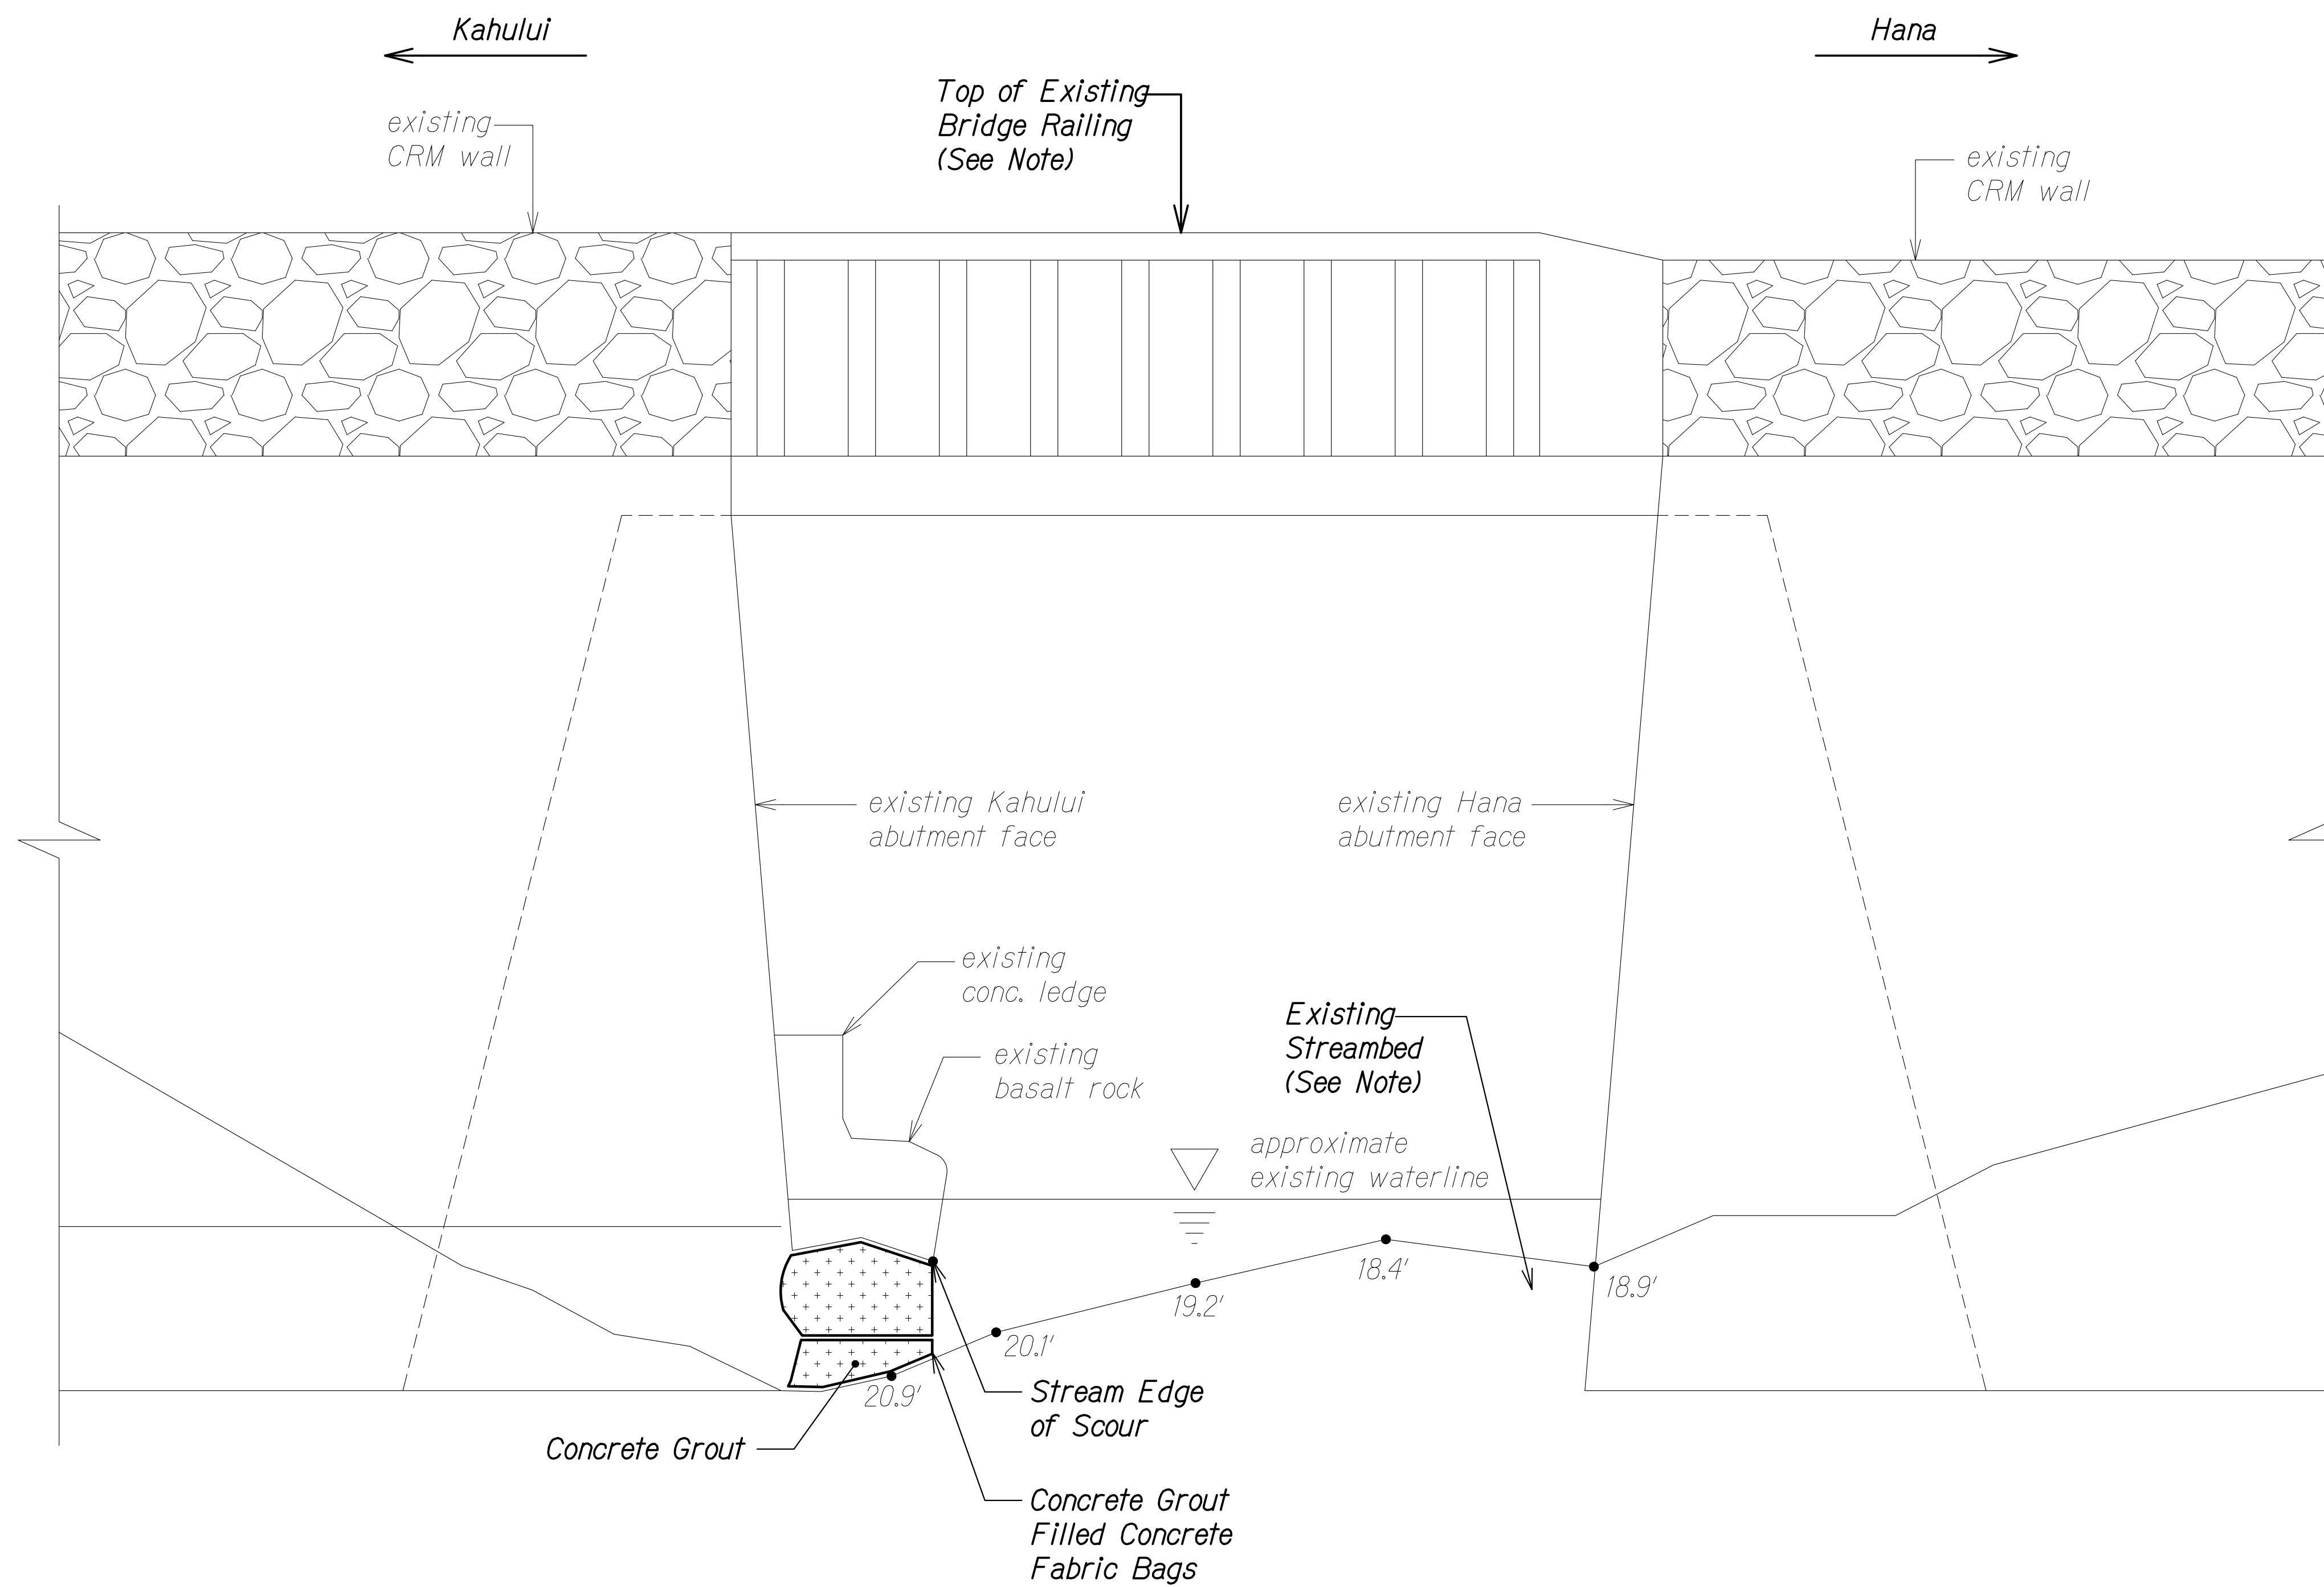 Kahului
Hana
Top of Existing
Bridge Railing
(See Note)
existing
CRM wall
existing
CRM wall
existing Kahului
abutment face
existing Hana
abutment face
existing
conc. ledge
existing
basalt rock
Existing
Streambed
(See Note)
approximate
existing waterline
18.4'
18.9'
19.2'
20.1'
20.9'
Stream Edge
of Scour
Concrete Grout
Concrete Grout
Filled Concrete
Fabric Bags